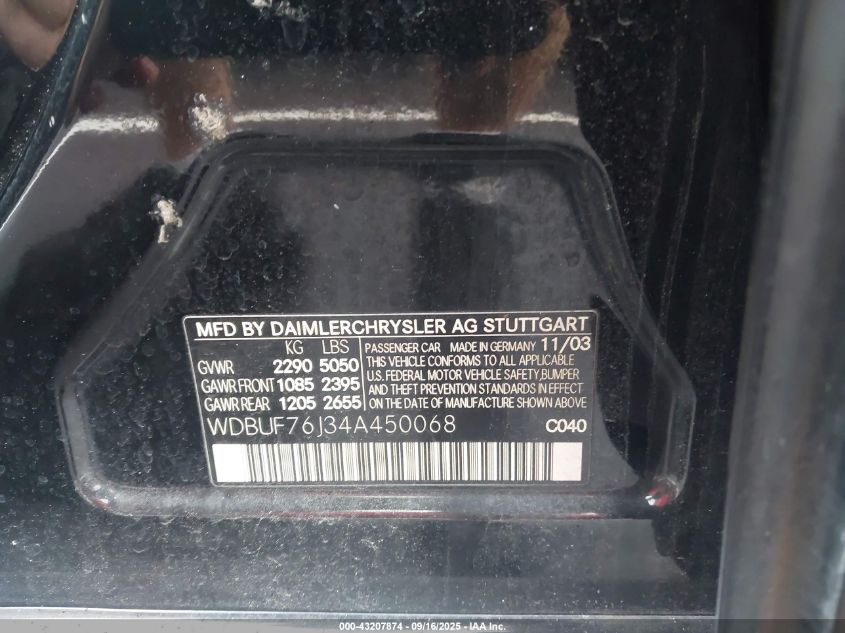 MFD BY DAIMLERCHRYSLER AG STUTTGART
KG LBS
GVWR 2290 5050
GAWR FRONT 1085 2395
GAWR REAR 1205 2655
PASSENGER CAR MADE IN GERMANY 11/03
THIS VEHICLE CONFORMS TO ALL APPLICABLE
U.S. FEDERAL MOTOR VEHICLE SAFETY,BUMPER
AND THEFT PREVENTION STANDARDS IN EFFECT
ON THE DATE OF MANUFACTURE SHOWN ABOVE
WDBUF76J34A450068 C040
000-43207874 - 09/16/2025 - IAA Inc.